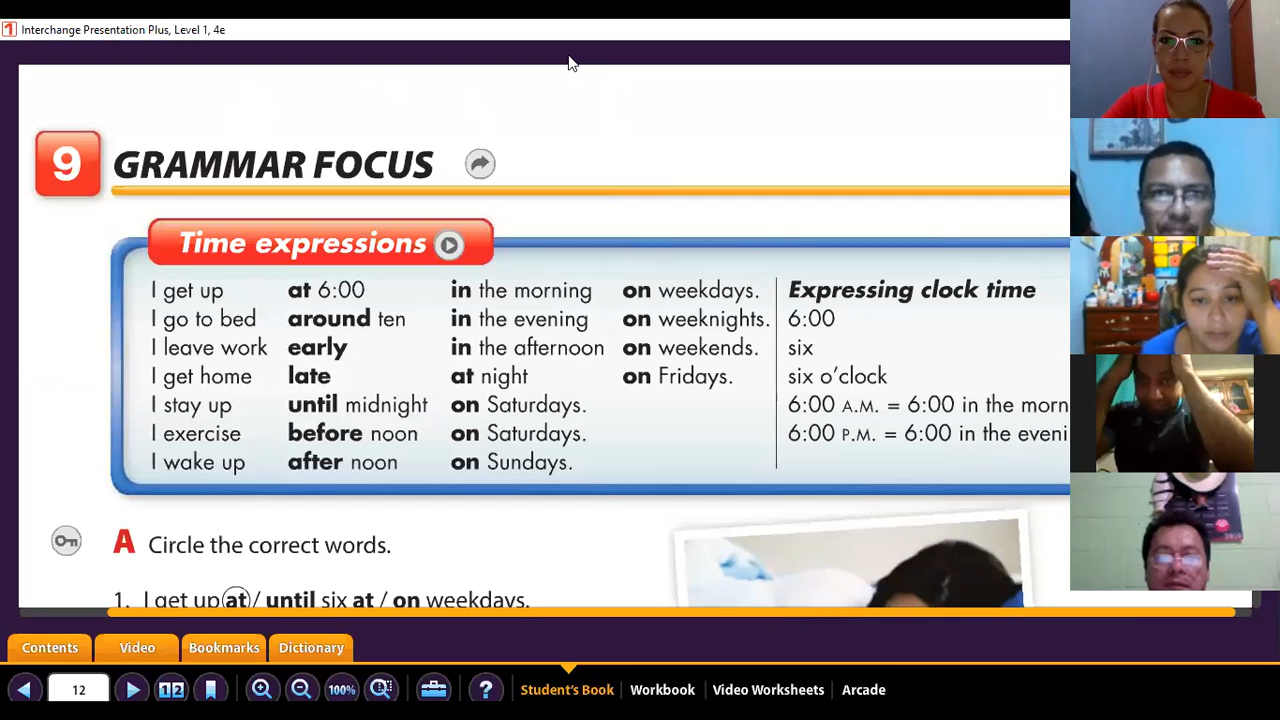 Interchange Presentation Plus, Level 1, 4e
9 GRAMMAR FOCUS
Time expressions
I get up at 6:00 in the morning on weekdays.
I go to bed around ten in the evening on weeknights.
I leave work early in the afternoon on weekends.
I get home late at night on Fridays.
I stay up until midnight on Saturdays.
I exercise before noon on Saturdays.
I wake up after noon on Sundays.
Expressing clock time
6:00
six
six o'clock
6:00 A.M. = 6:00 in the morn
6:00 P.M. = 6:00 in the eveni
A Circle the correct words.
1. I get up at / until six at / on weekdays.
Contents Video Bookmarks Dictionary
12 12 100% ? Student's Book Workbook Video Worksheets Arcade